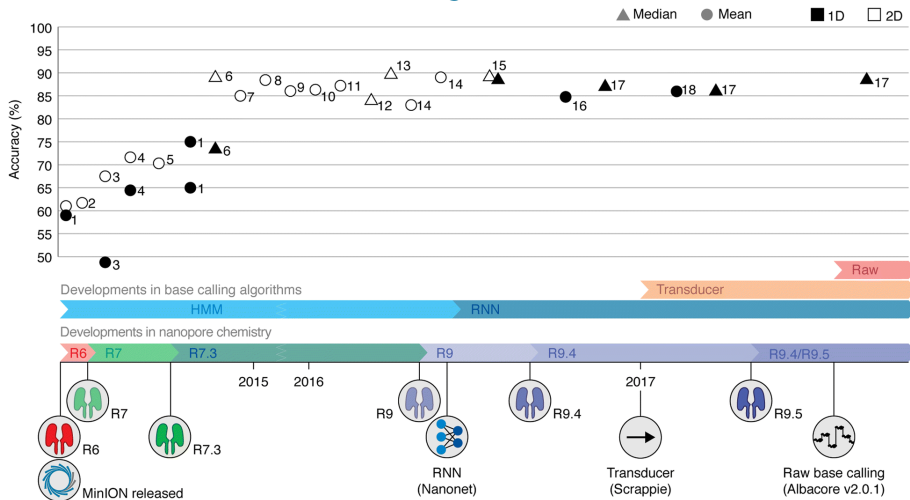 Median Mean 1D 2D
Accuracy (%)
100
95
90
85
75
70
65
60
55
50
1
2
3
3
4
4
5
1
1
6
6
7
8
9
10
11
12
13
14
14
15
16
17
18
17
17
Raw
Developments in base calling algorithms
Transducer
HMM RNN
Developments in nanopore chemistry
R6 R7 R7.3 R9 R9.4 R9.4/R9.5
2015 2016 2017
R7 R9 R9.4 R9.5
R6 R7.3
MinION released
RNN
(Nanonet)
Transducer
(Scrappie)
Raw base calling
(Albacore v2.0.1)